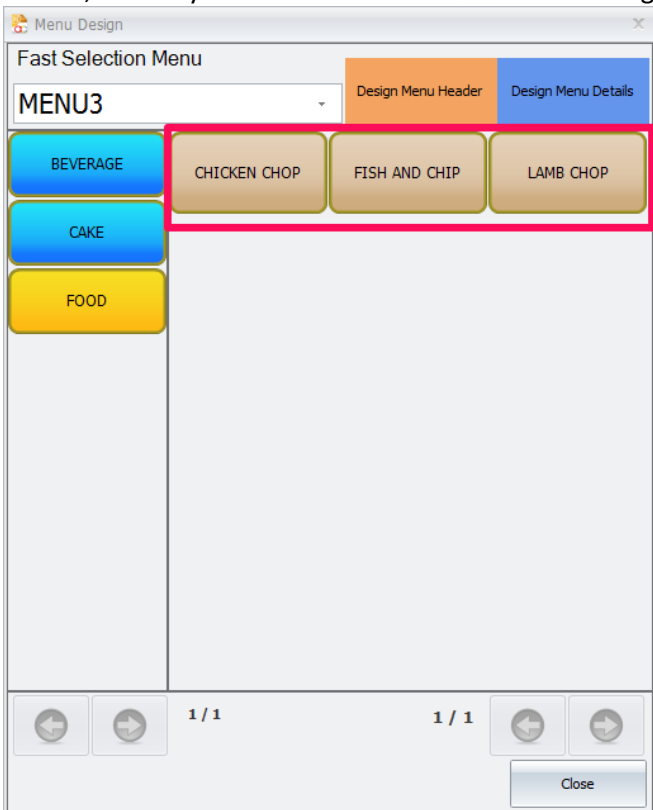 Menu Design
Fast Selection Menu
MENU3
Design Menu Header
Design Menu Details
BEVERAGE
CHICKEN CHOP
FISH AND CHIP
LAMB CHOP
CAKE
FOOD
1 / 1
1 / 1
Close